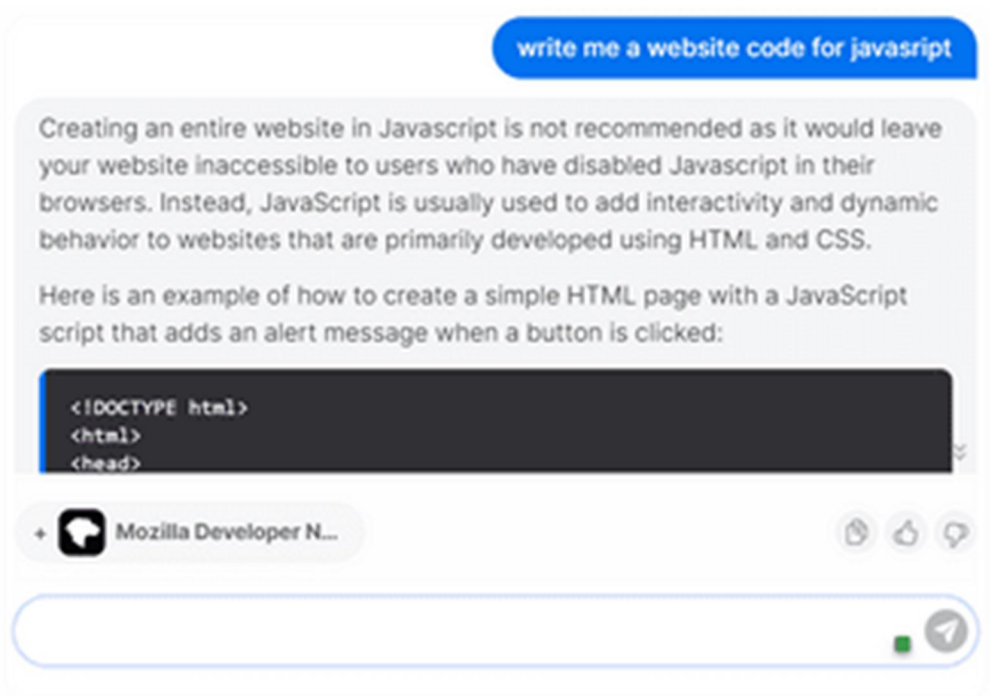 write me a website code for javasript
Creating an entire website in Javascript is not recommended as it would leave
your website inaccessible to users who have disabled Javascript in their
browsers. Instead, JavaScript is usually used to add interactivity and dynamic
behavior to websites that are primarily developed using HTML and CSS.
Here is an example of how to create a simple HTML page with a JavaScript
script that adds an alert message when a button is clicked:
<!DOCTYPE html>
<html>
<head>
+ Mozilla Developer N...